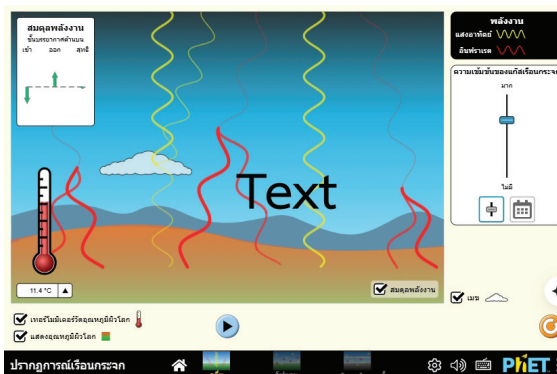 สมดุลพลังงาน
ชั้นบรรยากาศด้านบน
เข้า ออก สุทธิ
พลังงาน
แสงอาทิตย์
อินฟราเรด
ความเข้มข้นของแก๊สเรือนกระจก
มาก
ไม่มี
Text
11.4 °C
สมดุลพลังงาน
เมฆ
เทอร์โมมิเตอร์วัดอุณหภูมิผิวโลก
แสดงอุณหภูมิผิวโลก
ปรากฏการณ์เรือนกระจก
PhET